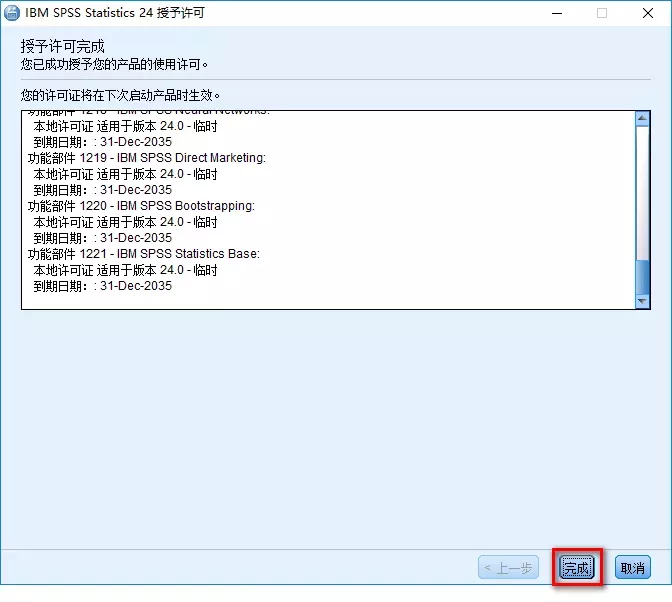 IBM SPSS Statistics 24 授予许可
授予许可完成
您已成功授予您的产品的使用许可。
您的许可证将在下次启动产品时生效。
功能部件 1218 - IBM SPSS Neural Networks:
本地许可证 适用于版本 24.0 - 临时
到期日期：: 31-Dec-2035
功能部件 1219 - IBM SPSS Direct Marketing:
本地许可证 适用于版本 24.0 - 临时
到期日期：: 31-Dec-2035
功能部件 1220 - IBM SPSS Bootstrapping:
本地许可证 适用于版本 24.0 - 临时
到期日期：: 31-Dec-2035
功能部件 1221 - IBM SPSS Statistics Base:
本地许可证 适用于版本 24.0 - 临时
到期日期：: 31-Dec-2035
< 上一步 完成 取消